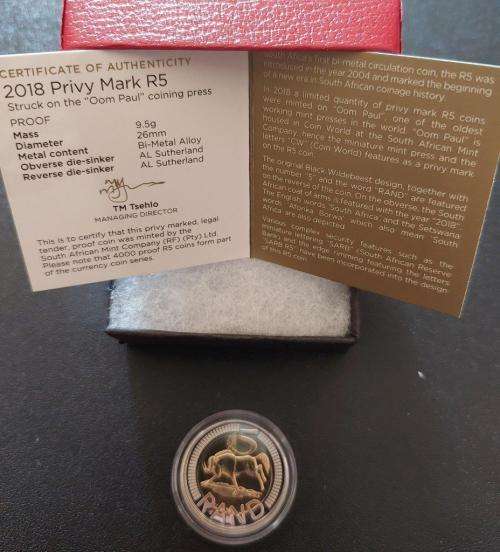 CERTIFICATE OF AUTHENTICITY
2018 Privy Mark R5
Struck on the "Oom Paul" coining press
PROOF
Mass 9.5g
Diameter 26mm
Metal content Bi-Metal Alloy
Obverse die-sinker AL Sutherland
Reverse die-sinker AL Sutherland
TM Tsehlo
MANAGING DIRECTOR
This is to certify that this privy marked, legal
tender, proof coin was minted by the
South African Mint Company (RF) (Pty) Ltd.
Please note that 4000 proof R5 coins form part
of the currency coin series.
South Africa's first bi-metal circulation coin, the R5 was
introduced in the year 2004 and marked the beginning
of a new era in South African coinage history.
In 2018 a limited quantity of privy mark R5 coins
were minted on "Oom Paul", one of the oldest
working mint presses in the world. "Oom Paul" is
housed in Coin World at the South African Mint
Company, hence the miniature mint press and the
letters "CW" (Coin World) features as a privy mark
on the R5 coin.
The original Black Wildebeest design, together with
the number "5" and the word "RAND" are featured
on the reverse of the coin. On the obverse, the South
African coat of arms is featured with the year "2018".
The English words, South Africa, and the Setswana
words, Aforika Borwa, which also mean 'South
Africa' are also depicted.
Various complex security features such as the
miniature lettering "SARB" (South African Reserve
Bank) and the security rimming featuring the letters
"SARB R5" have been incorporated into the design
of this R5 coin.
5
RAND